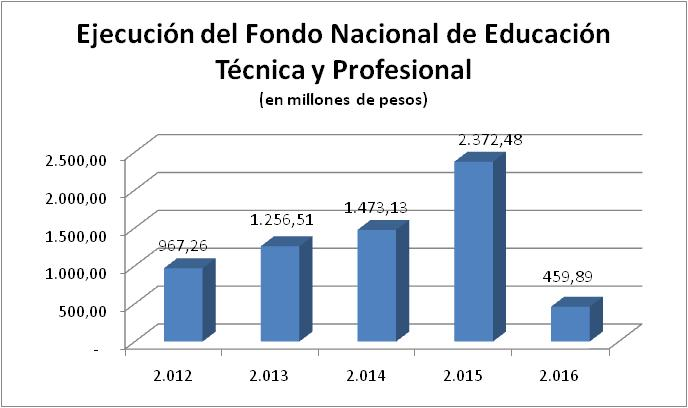 Ejecución del Fondo Nacional de Educación
Técnica y Profesional
(en millones de pesos)
2.372,48
2.500,00
2.000,00
1.473,13
1.256,51
1.500,00
967,26
1.000,00
459,89
500,00
-
2.012 2.013 2.014 2.015 2.016